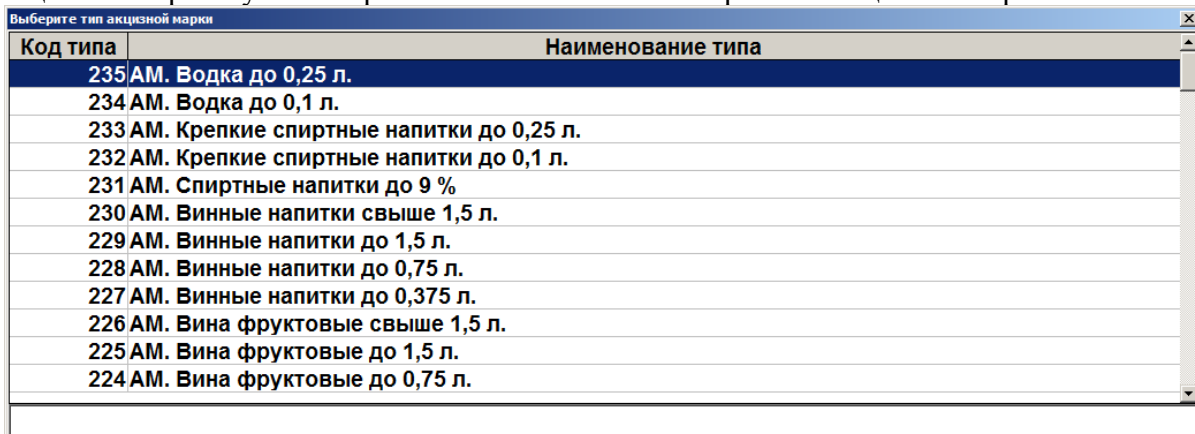 Выберите тип акцизной марки
Код типа Наименование типа
235 АМ. Водка до 0,25 л.
234 АМ. Водка до 0,1 л.
233 АМ. Крепкие спиртные напитки до 0,25 л.
232 АМ. Крепкие спиртные напитки до 0,1 л.
231 АМ. Спиртные напитки до 9 %
230 АМ. Винные напитки свыше 1,5 л.
229 АМ. Винные напитки до 1,5 л.
228 АМ. Винные напитки до 0,75 л.
227 АМ. Винные напитки до 0,375 л.
226 АМ. Вина фруктовые свыше 1,5 л.
225 АМ. Вина фруктовые до 1,5 л.
224 АМ. Вина фруктовые до 0,75 л.